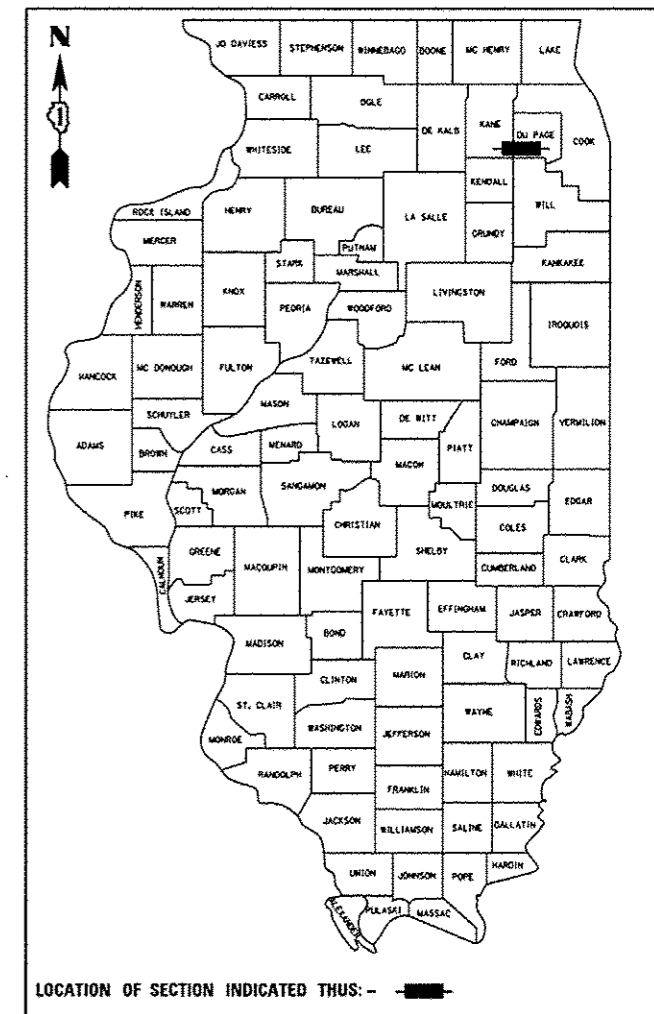 N
JO DAVIESS STEPHENSON WINNEBAGO BOONE MC HENRY LAKE
CARROLL OGLE DE KALB KANE DU PAGE COOK
WHITESIDE LEE
KENDALL
ROCK ISLAND HENRY BUREAU LA SALLE GRUNDY WILL
MERCER PUTNAM
STARK MARSHALL KANKAKEE
HENDERSON WARREN KNOX PEORIA WOODFORD LIVINGSTON IROQUOIS
HANCOCK MC DONOUGH FULTON TAZEWELL MC LEAN FORD
MASON
SCHUYLER LOGAN DE WITT CHAMPAIGN VERMILION
ADAMS BROWN CASS MENARD PIATT
MACON
PIKE SCOTT MORGAN SANGAMON MOULTRIE DOUGLAS EDGAR
CHRISTIAN COLES
GREENE SHELBY
CALHOUN MACOUPIN MONTGOMERY CUMBERLAND CLARK
JERSEY FAYETTE EFFINGHAM JASPER CRAWFORD
MADISON BOND
CLAY RICHLAND LAWRENCE
CLINTON MARION
ST. CLAIR WAYNE EDWARDS WABASH
WASHINGTON JEFFERSON
MONROE
RANDOLPH PERRY HAMILTON WHITE
FRANKLIN
JACKSON WILLIAMSON SALINE GALLATIN
UNION JOHNSON POPE HARDIN
ALEXANDER PULASKI MASSAC
LOCATION OF SECTION INDICATED THUS: -